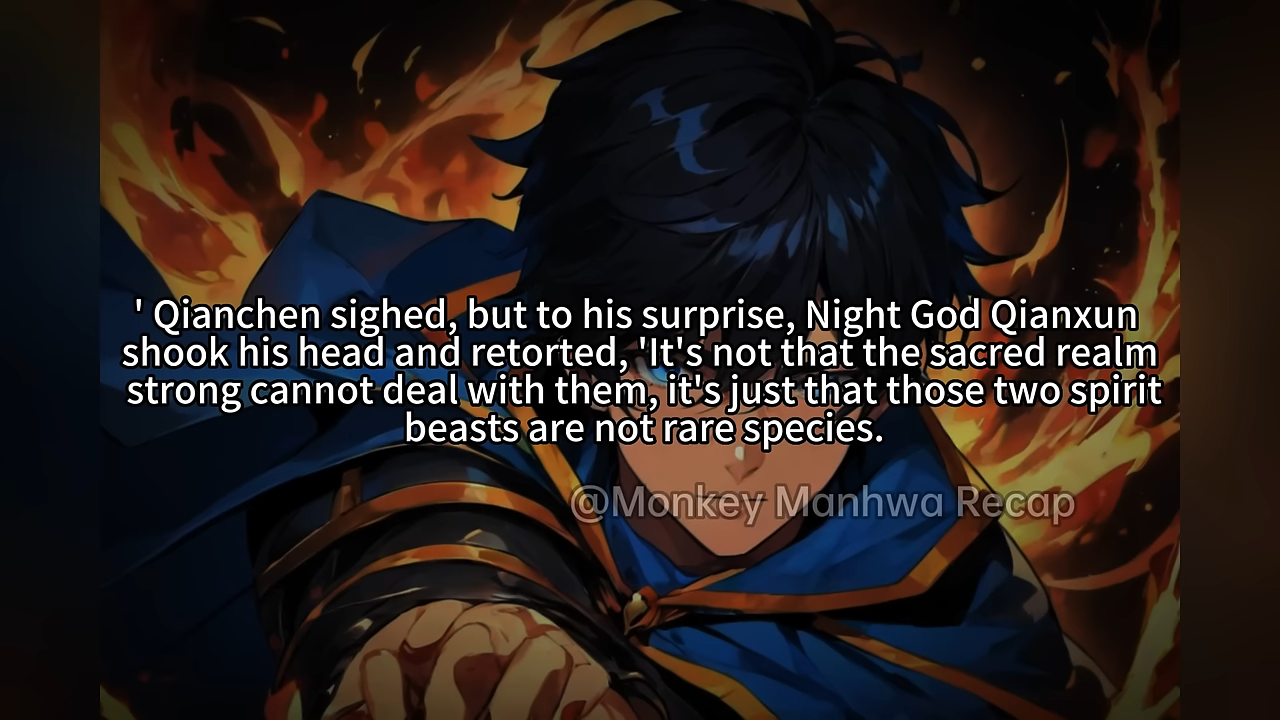 ' Qianchen sighed, but to his surprise, Night God Qianxun
shook his head and retorted, 'It's not that the sacred realm
strong cannot deal with them, it's just that those two spirit
beasts are not rare species.
@Monkey Manhwa Recap